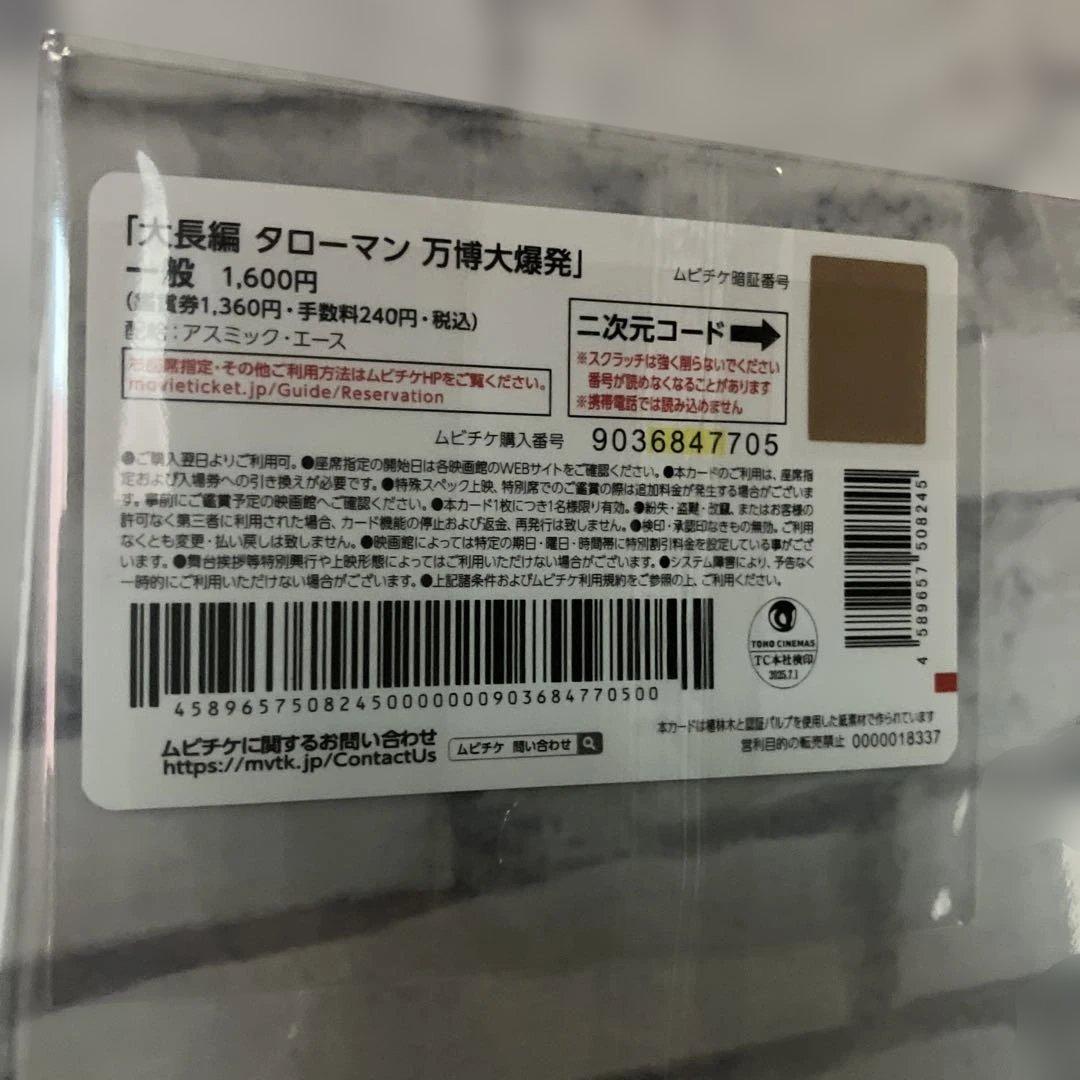 「大長編 タローマン 万博大爆発」
一般 1,600円
(鑑賞券1,360円・手数料240円・税込)
配給:アスミック・エース
※座席指定・その他ご利用方法はムビチケHPをご覧ください。
movieticket.jp/Guide/Reservation
ムビチケ暗証番号
二次元コード➡
※スクラッチは強く削らないでください
番号が読めなくなることがあります
※携帯電話では読み込めません
ムビチケ購入番号 9036847705
●ご購入翌日よりご利用可。●座席指定の開始日は各映画館のWEBサイトをご確認ください。●本カードのご利用は、座席指
定および入場券への引き換えが必要です。●特殊スペック上映、特別席でのご鑑賞の際は追加料金が発生する場合がございま
す。事前にご鑑賞予定の映画館へご確認ください。●本カード1枚につき1名様限り有効。●紛失・盗難・改竄、またはお客様の
許可なく第三者に利用された場合、カード機能の停止および返金、再発行は致しません。●検印・承認印なきもの無効。ご利用
なくとも変更・払い戻しは致しません。●映画館によっては特定の期日・曜日・時間帯に特別割引料金を設定している事がござ
います。●舞台挨拶等特別興行や上映形態によってはご利用いただけない場合がございます。●システム障害により、予告なく
一時的にご利用いただけない場合がございます。●上記諸条件およびムビチケ利用規約をご参照の上、ご利用ください。
4589657508245
45896575082450000000903684770500
TOHO CINEMAS
TC本社検印
2025.7.1
本カードは植林木と認証パルプを使用した紙素材で作られています
営利目的の転売禁止 0000018337
ムビチケに関するお問い合わせ
https://mvtk.jp/ContactUs
ムビチケ 問い合わせ